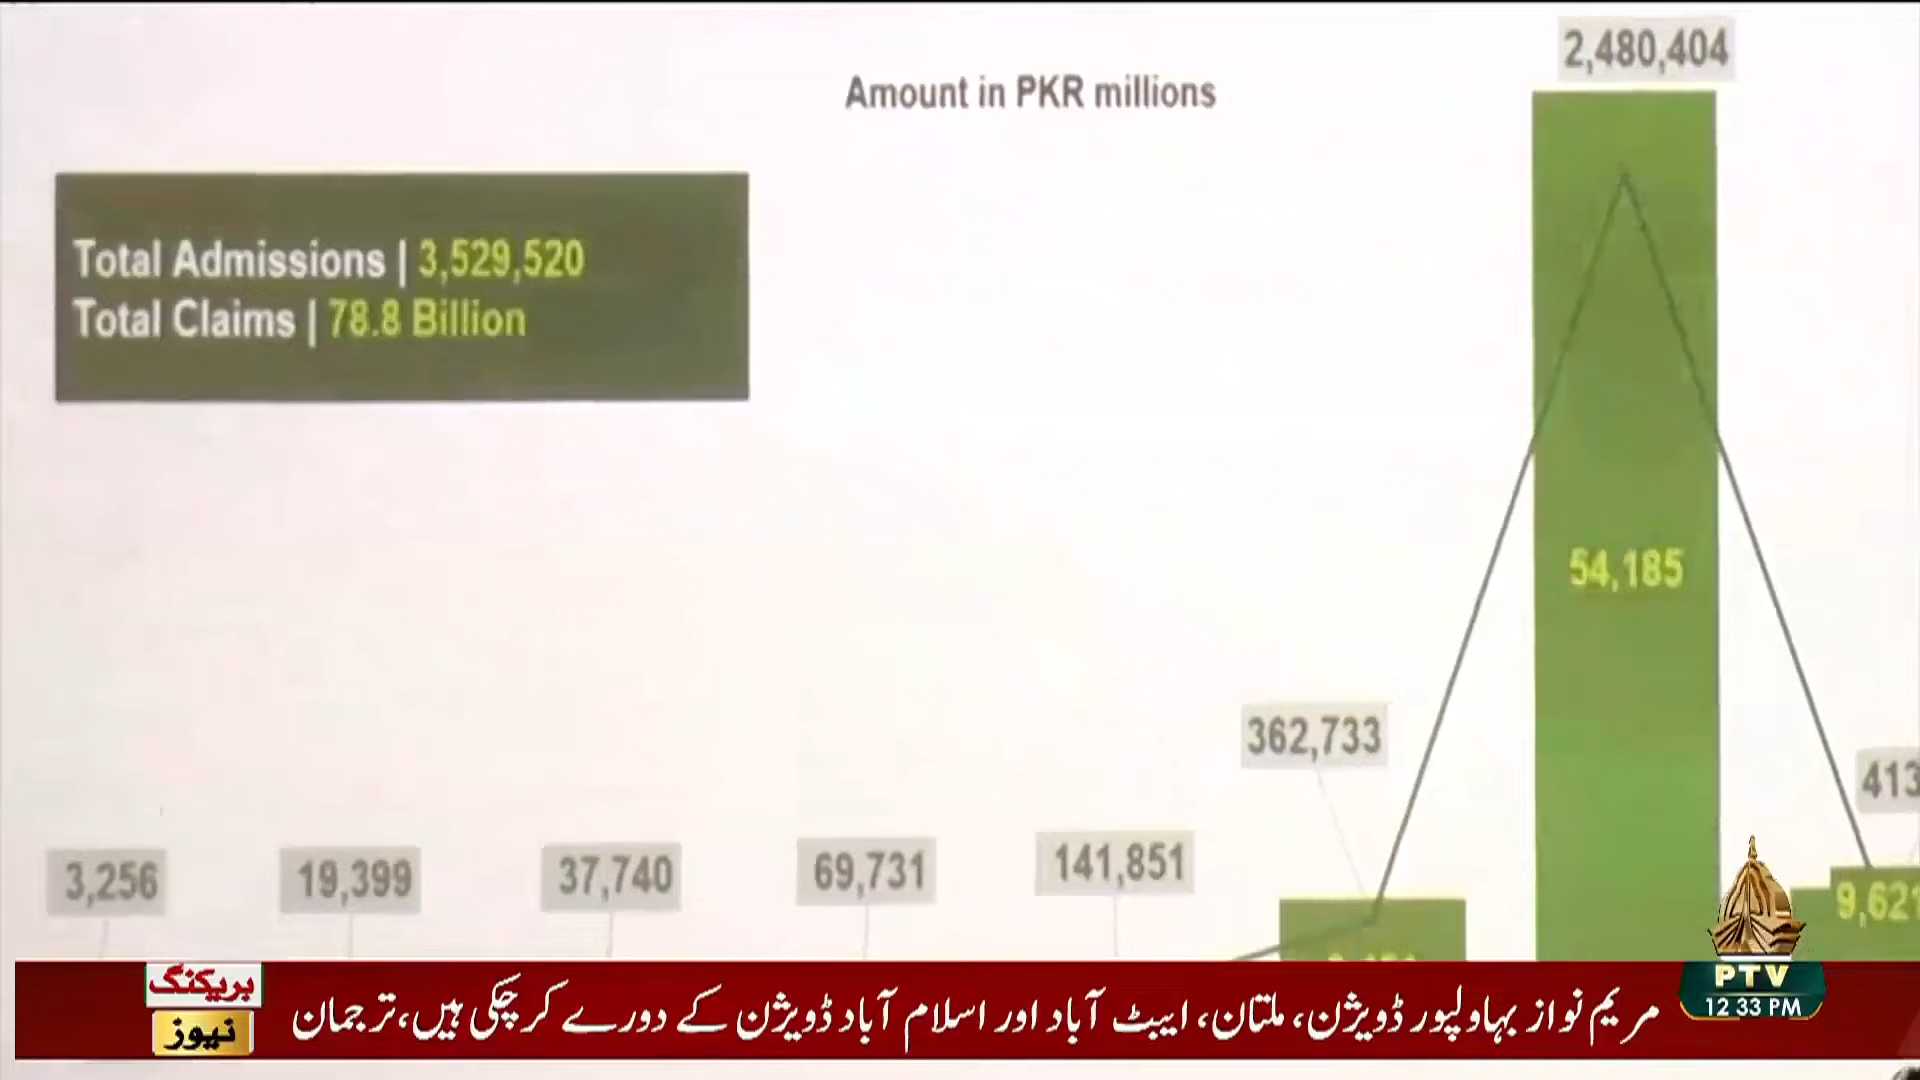 2,480,404
Amount in PKR millions
Total Admissions | 3,529,520
Total Claims | 78.8 Billion
54,185
362,733
413
3,256
19,399
37,740
69,731
141,851
9,621
بریکنگ
نیوز
مریم نواز بہاولپور ڈویژن، ملتان، ایبٹ آباد اور اسلام آباد ڈویژن کے دورے کر چکی ہیں، ترجمان
PTV
12 33 PM